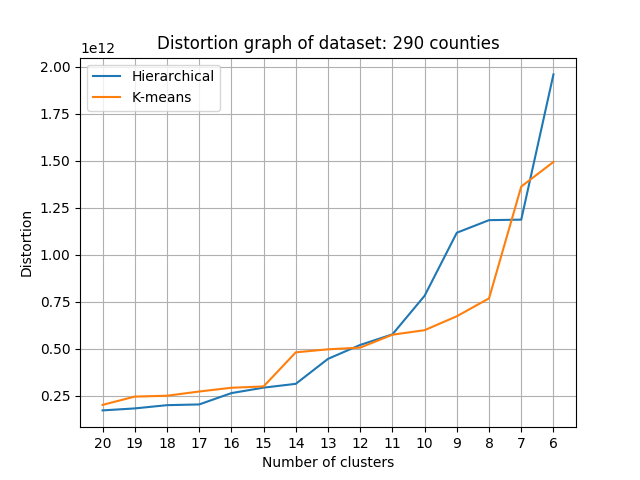 Distortion graph of dataset: 290 counties
1e12
2.00
1.75
1.50
1.25
1.00
0.75
0.50
0.25
Distortion
Hierarchical
K-means
20 19 18 17 16 15 14 13 12 11 10 9 8 7 6
Number of clusters